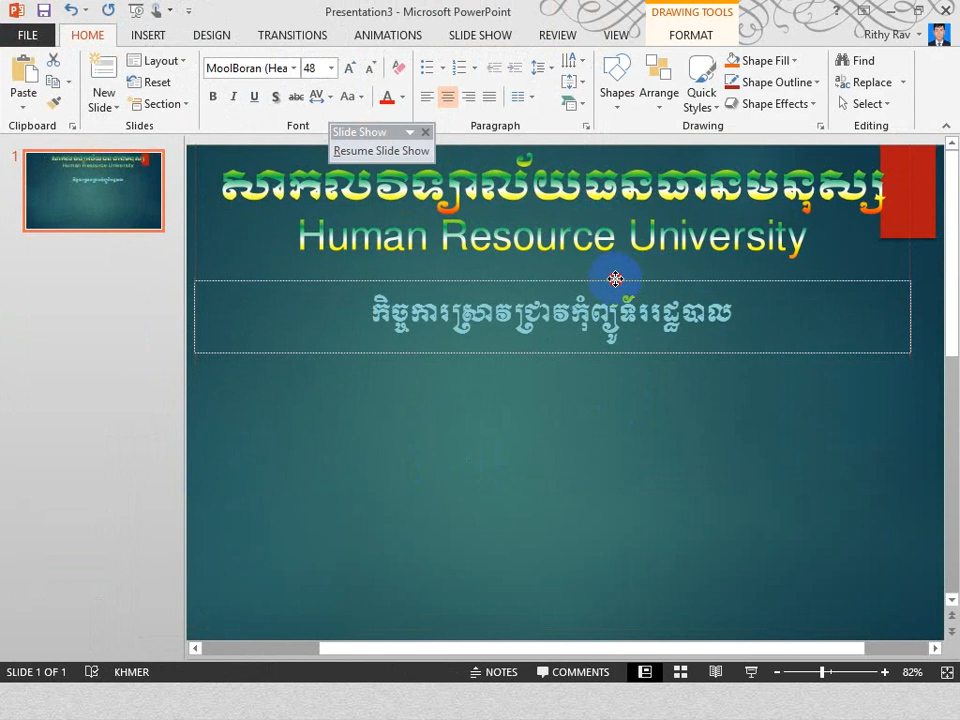 Presentation3 - Microsoft PowerPoint
DRAWING TOOLS
FILE HOME INSERT DESIGN TRANSITIONS ANIMATIONS SLIDE SHOW REVIEW VIEW FORMAT Rithy Rav
Paste
New
Slide
Layout
Reset
Section
MoolBoran (Hea 48
B I U S abc AV Aa A
Shapes
Arrange
Quick
Styles
Shape Fill
Shape Outline
Shape Effects
Find
Replace
Select
Clipboard Slides Font Paragraph Drawing Editing
Slide Show
Resume Slide Show
1
សាកលវិទ្យាល័យធនធានមនុស្ស
Human Resource University
កិច្ចការស្រាវជ្រាវកុំព្យូទ័ររដ្ឋបាល
SLIDE 1 OF 1 KHMER NOTES COMMENTS 82%